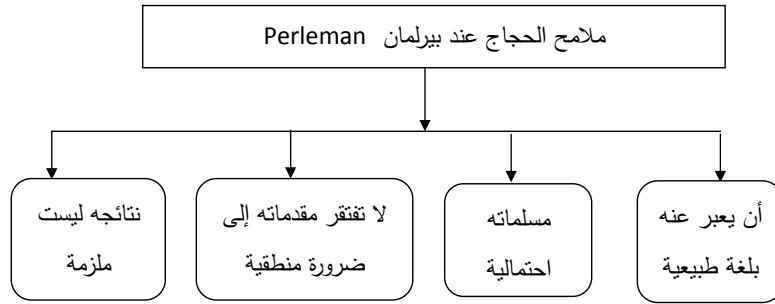 ملامح الحجاج عند بيرلمان Perleman
أن يعبر عنه
بلغة طبيعية
مسلماته
احتمالية
لا تفتقر مقدماته إلى
ضرورة منطقية
نتائجه ليست
ملزمة